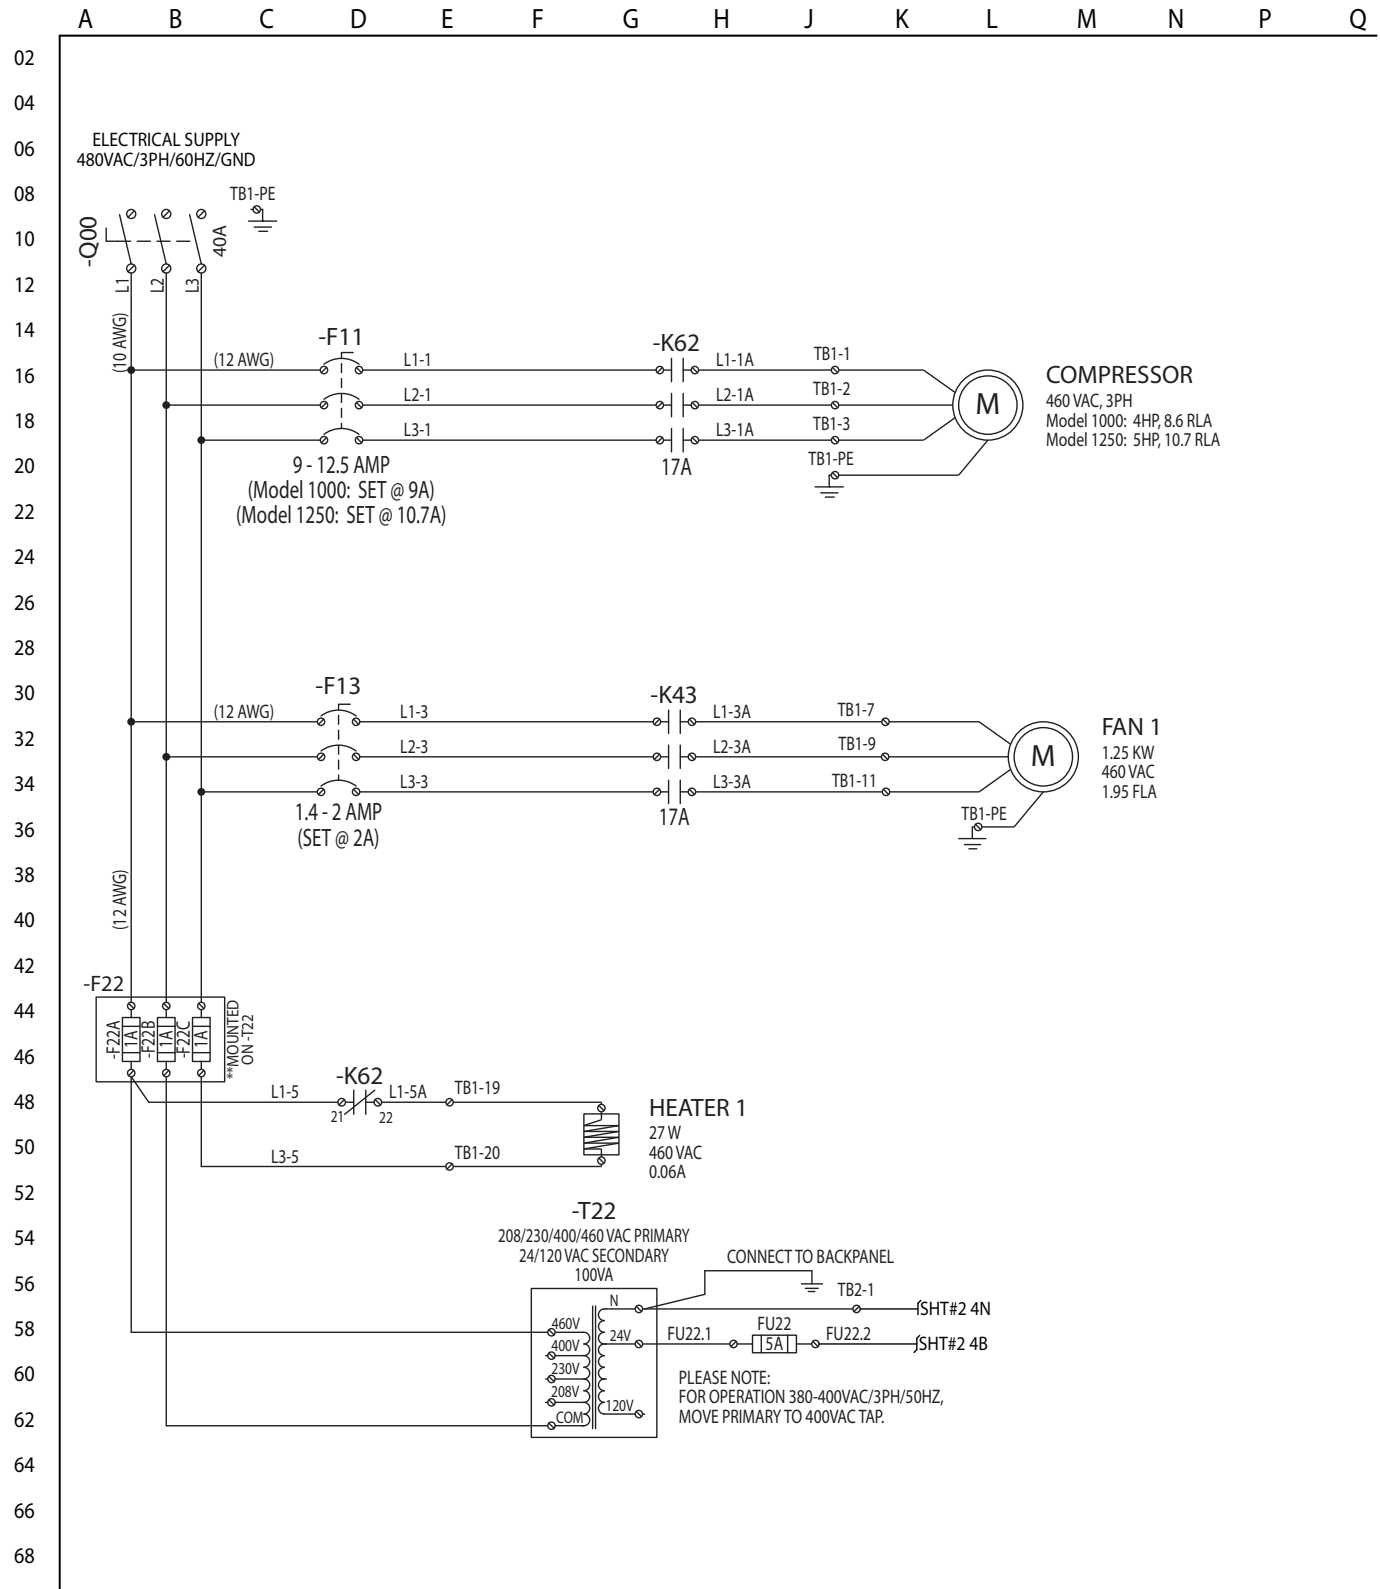 A B C D E F G H J K L M N P Q
02
04
06
08
10
12
14
16
18
20
22
24
26
28
30
32
34
36
38
40
42
44
46
48
50
52
54
56
58
60
62
64
66
68
ELECTRICAL SUPPLY
480VAC/3PH/60HZ/GND
TB1-PE
-Q00
40A
L1
L2
L3
(10 AWG)
(12 AWG)
-F11
L1-1
L2-1
L3-1
9 - 12.5 AMP
(Model 1000: SET @ 9A)
(Model 1250: SET @ 10.7A)
-K62
17A
L1-1A
L2-1A
L3-1A
TB1-1
TB1-2
TB1-3
TB1-PE
M
COMPRESSOR
460 VAC, 3PH
Model 1000: 4HP, 8.6 RLA
Model 1250: 5HP, 10.7 RLA
(12 AWG)
-F13
L1-3
L2-3
L3-3
1.4 - 2 AMP
(SET @ 2A)
-K43
17A
L1-3A
L2-3A
L3-3A
TB1-7
TB1-9
TB1-11
TB1-PE
M
FAN 1
1.25 KW
460 VAC
1.95 FLA
(12 AWG)
-F22
-F22A
1A
-F22B
1A
-F22C
1A
**MOUNTED
ON -T22
L1-5
-K62
21
22
L1-5A
TB1-19
L3-5
TB1-20
HEATER 1
27 W
460 VAC
0.06A
-T22
208/230/400/460 VAC PRIMARY
24/120 VAC SECONDARY
100VA
460V
400V
230V
208V
COM
N
24V
120V
CONNECT TO BACKPANEL
TB2-1
SHT#2 4N
FU22.1
FU22
5A
FU22.2
SHT#2 4B
PLEASE NOTE:
FOR OPERATION 380-400VAC/3PH/50HZ,
MOVE PRIMARY TO 400VAC TAP.